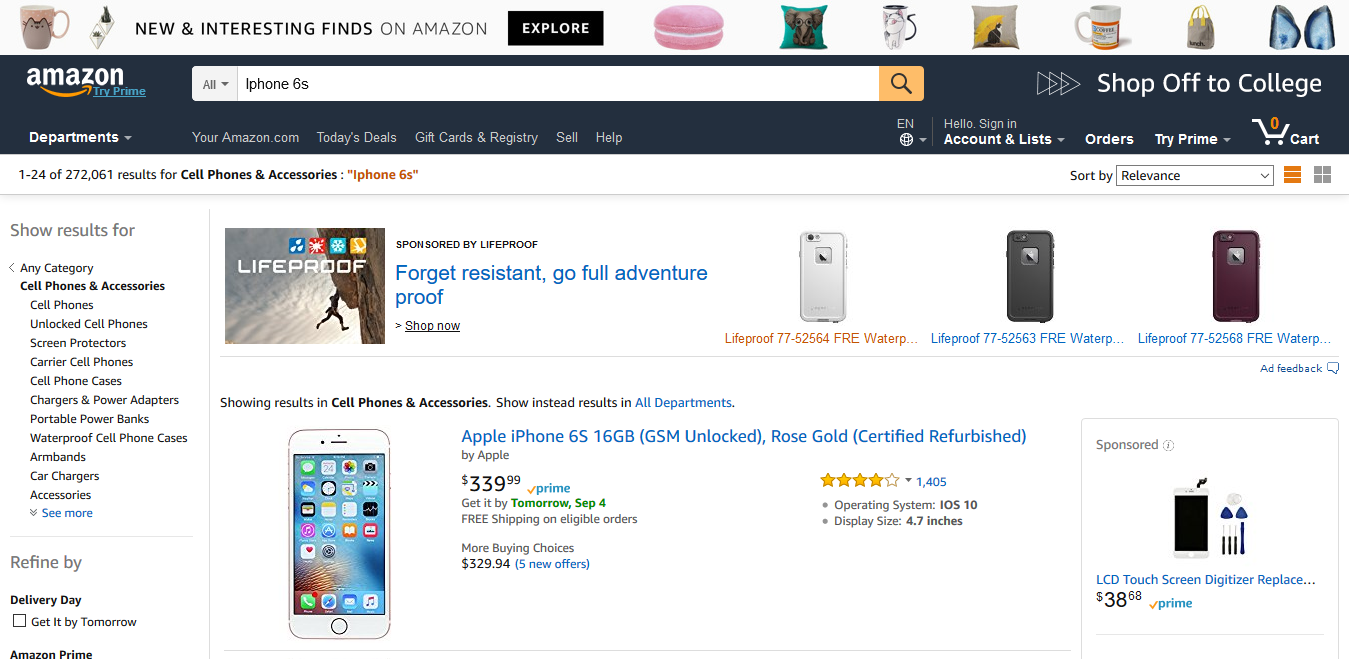 NEW & INTERESTING FINDS ON AMAZON
EXPLORE
lunch.
amazon
Try Prime
All
Iphone 6s
Shop Off to College
Departments
Your Amazon.com
Today's Deals
Gift Cards & Registry
Sell
Help
EN
Hello. Sign in
Account & Lists
Orders
Try Prime
0
Cart
1-24 of 272,061 results for Cell Phones & Accessories : "Iphone 6s"
Sort by
Relevance
Show results for
Any Category
Cell Phones & Accessories
Cell Phones
Unlocked Cell Phones
Screen Protectors
Carrier Cell Phones
Cell Phone Cases
Chargers & Power Adapters
Portable Power Banks
Waterproof Cell Phone Cases
Armbands
Car Chargers
Accessories
See more
Refine by
Delivery Day
Get It by Tomorrow
Amazon Prime
LIFEPROOF
SPONSORED BY LIFEPROOF
Forget resistant, go full adventure
proof
> Shop now
Lifeproof 77-52564 FRE Waterp...
Lifeproof 77-52563 FRE Waterp...
Lifeproof 77-52568 FRE Waterp...
Ad feedback
Showing results in Cell Phones & Accessories. Show instead results in All Departments.
Apple iPhone 6S 16GB (GSM Unlocked), Rose Gold (Certified Refurbished)
by Apple
$339.99 prime
Get it by Tomorrow, Sep 4
FREE Shipping on eligible orders
More Buying Choices
$329.94 (5 new offers)
1,405
Operating System: IOS 10
Display Size: 4.7 inches
Sponsored
LCD Touch Screen Digitizer Replace...
$38.68 prime